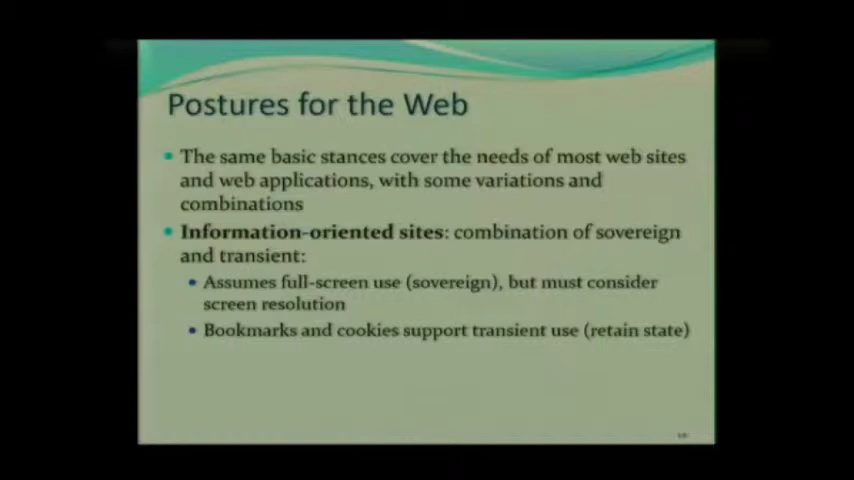 Postures for the Web
The same basic stances cover the needs of most web sites
and web applications, with some variations and
combinations
Information-oriented sites: combination of sovereign
and transient:
Assumes full-screen use (sovereign), but must consider
screen resolution
Bookmarks and cookies support transient use (retain state)